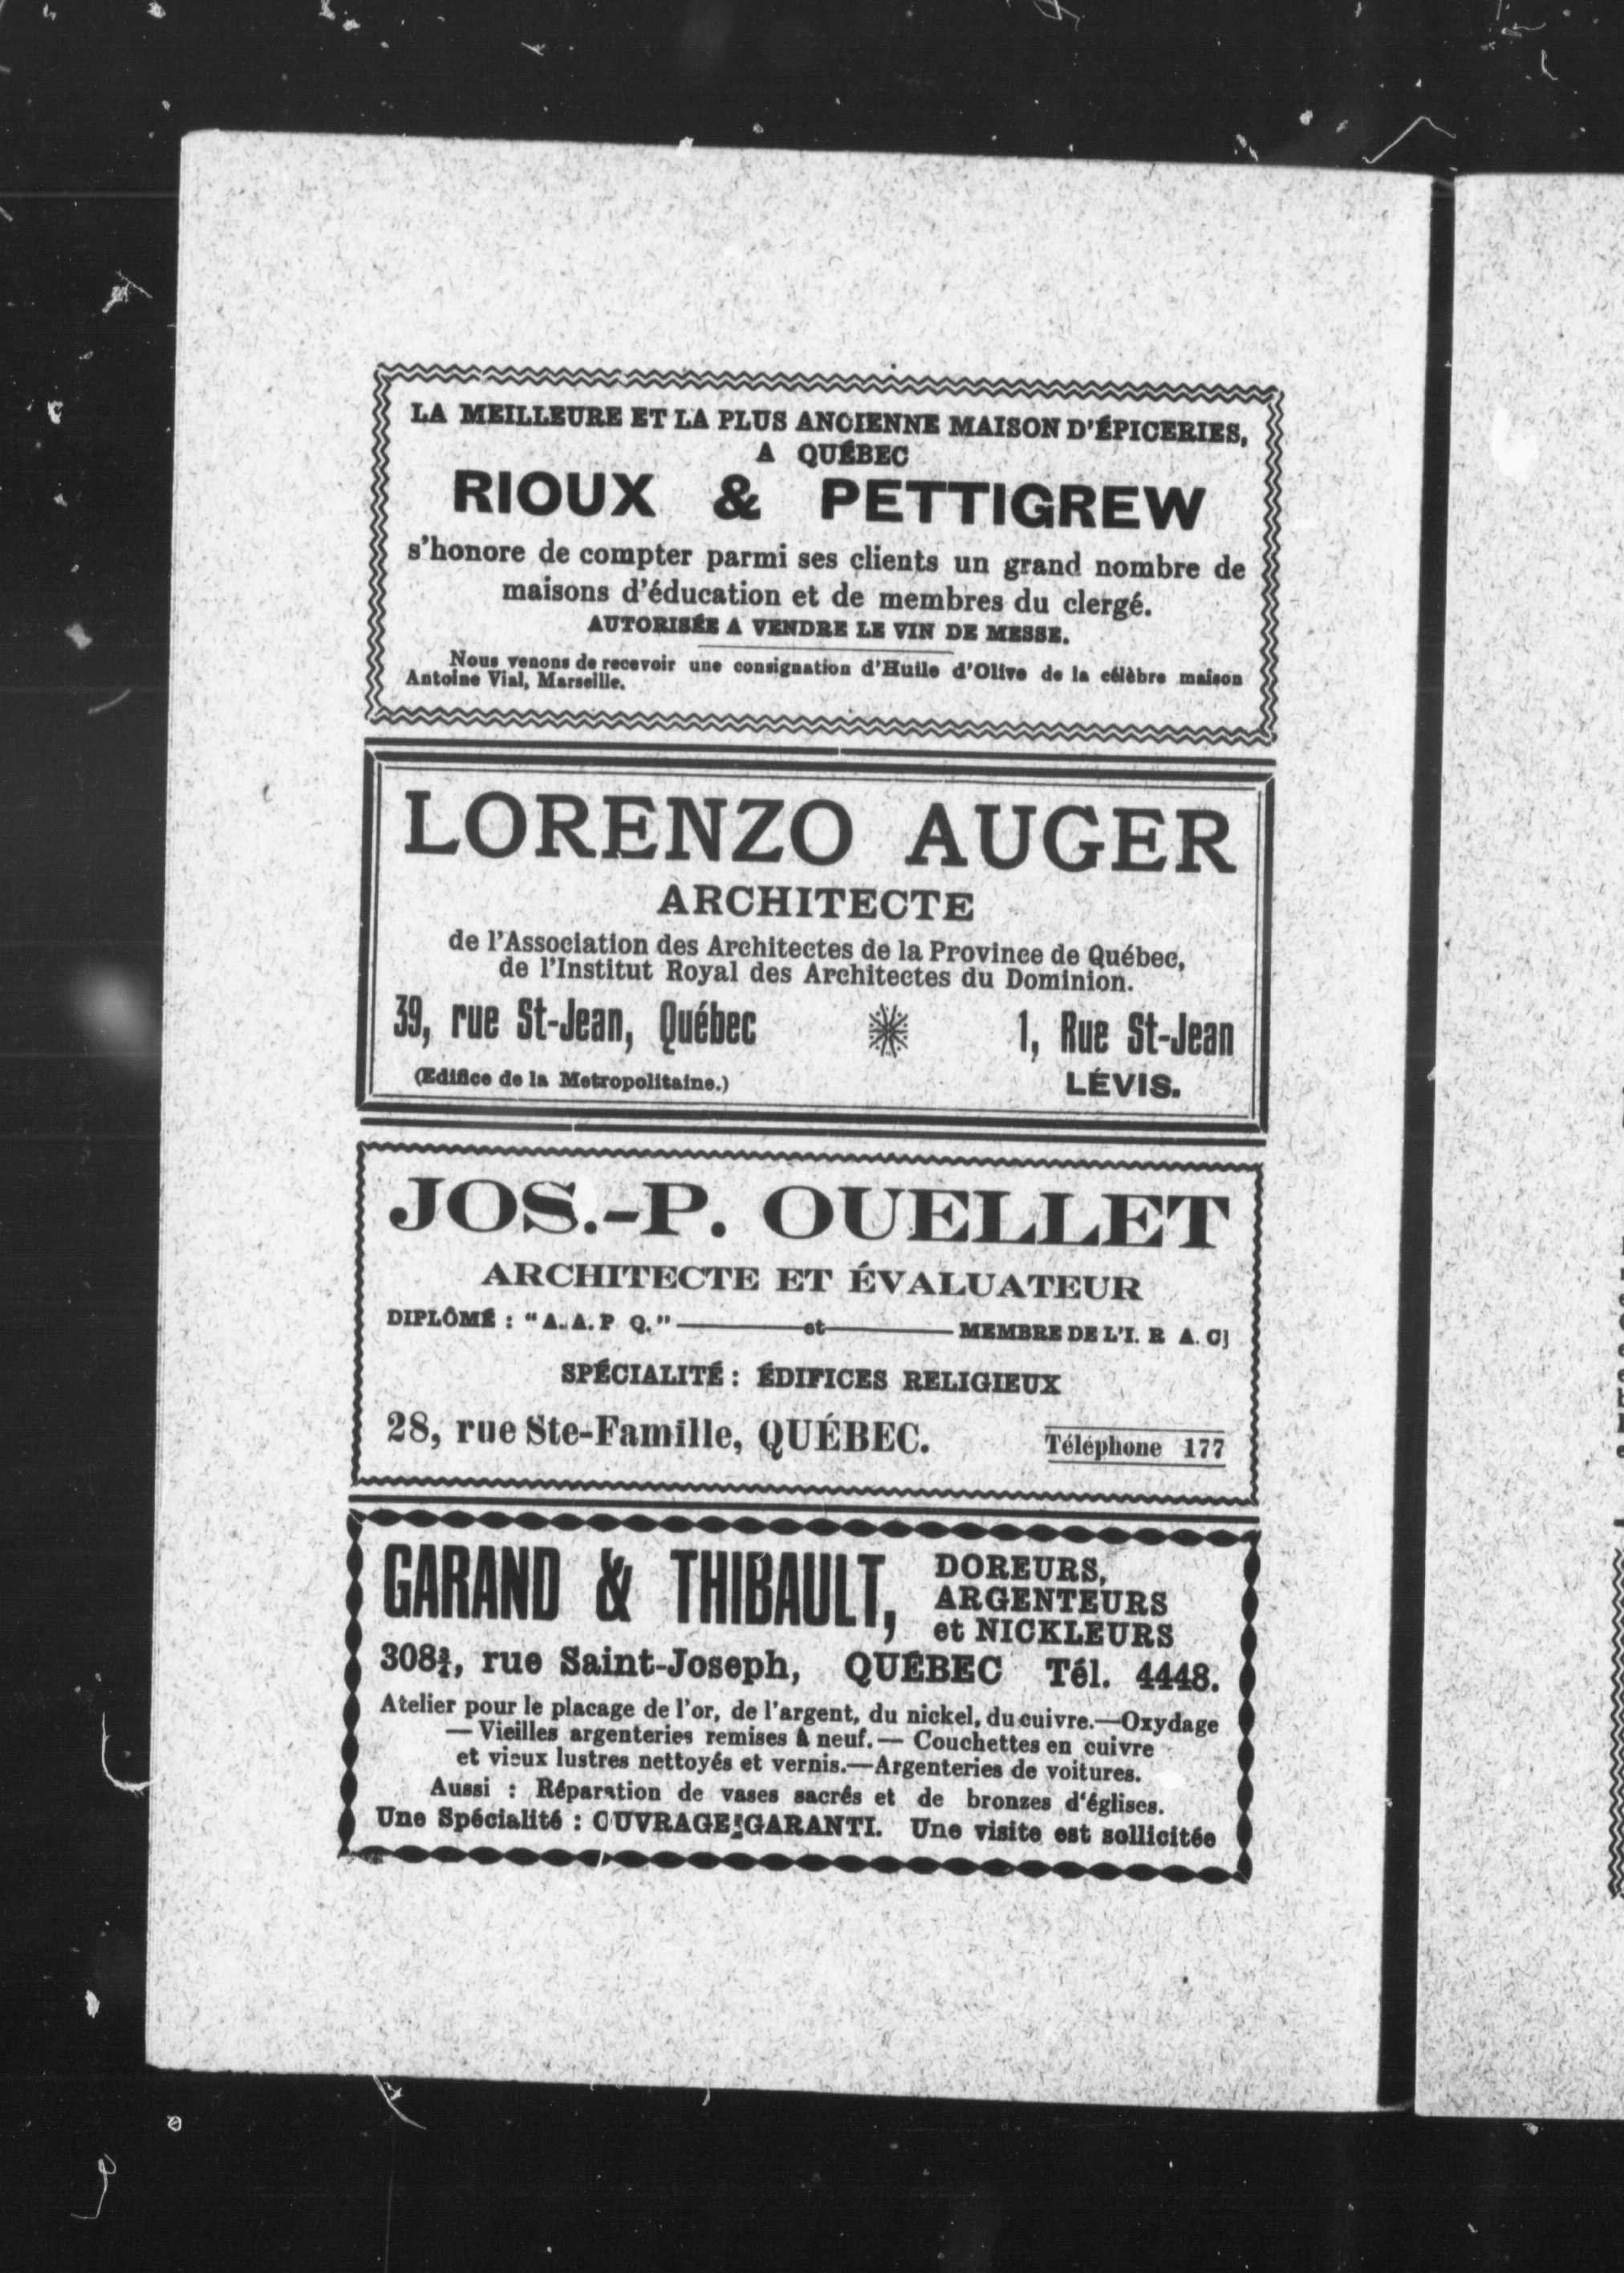 LA MEILLEURE ET LA PLUS ANCIENNE MAISON D'ÉPICERIES,
A QUÉBEC
RIOUX & PETTIGREW
s'honore de compter parmi ses clients un grand nombre de
maisons d'éducation et de membres du clergé.
AUTORISÉE A VENDRE LE VIN DE MESSE.
Nous venons de recevoir une consignation d'Huile d'Olive de la célèbre maison
Antoine Vial, Marseille.
LORENZO AUGER
ARCHITECTE
de l'Association des Architectes de la Province de Québec,
de l'Institut Royal des Architectes du Dominion.
39, rue St-Jean, Québec 1, Rue St-Jean
(Edifice de la Metropolitaine.) LÉVIS.
JOS.-P. OUELLET
ARCHITECTE ET ÉVALUATEUR
DIPLÔMÉ : "A. A. P Q." — et — MEMBRE DE L'I. R A. C]
SPÉCIALITÉ : ÉDIFICES RELIGIEUX
28, rue Ste-Famille, QUÉBEC. Téléphone 177
GARAND & THIBAULT, DOREURS,
ARGENTEURS
et NICKLEURS
308¾, rue Saint-Joseph, QUÉBEC Tél. 4448.
Atelier pour le placage de l'or, de l'argent, du nickel, du cuivre.—Oxydage
— Vieilles argenteries remises à neuf.— Couchettes en cuivre
et vieux lustres nettoyés et vernis.—Argenteries de voitures.
Aussi : Réparation de vases sacrés et de bronzes d'églises.
Une Spécialité : OUVRAGE GARANTI. Une visite est sollicitée